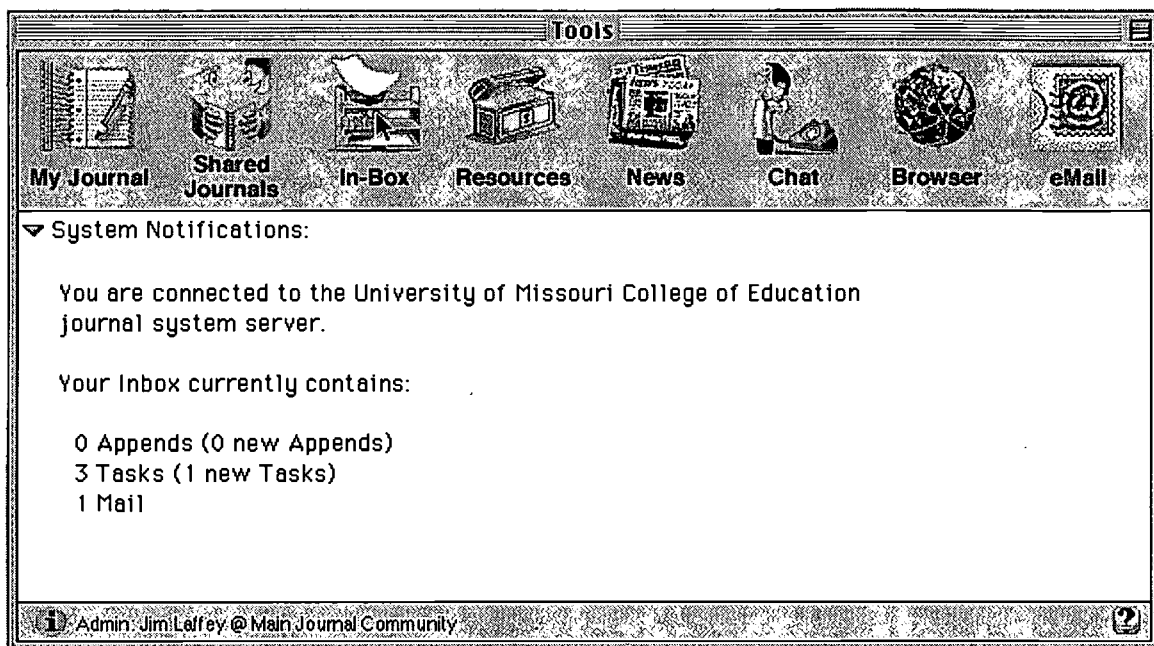 Tools
My Journal
Shared
Journals
In-Box
Resources
News
Chat
Browser
eMail
System Notifications:
You are connected to the University of Missouri College of Education
journal system server.
Your Inbox currently contains:
0 Appends (0 new Appends)
3 Tasks (1 new Tasks)
1 Mail
Admin: Jim Laffey @ Main Journal Community